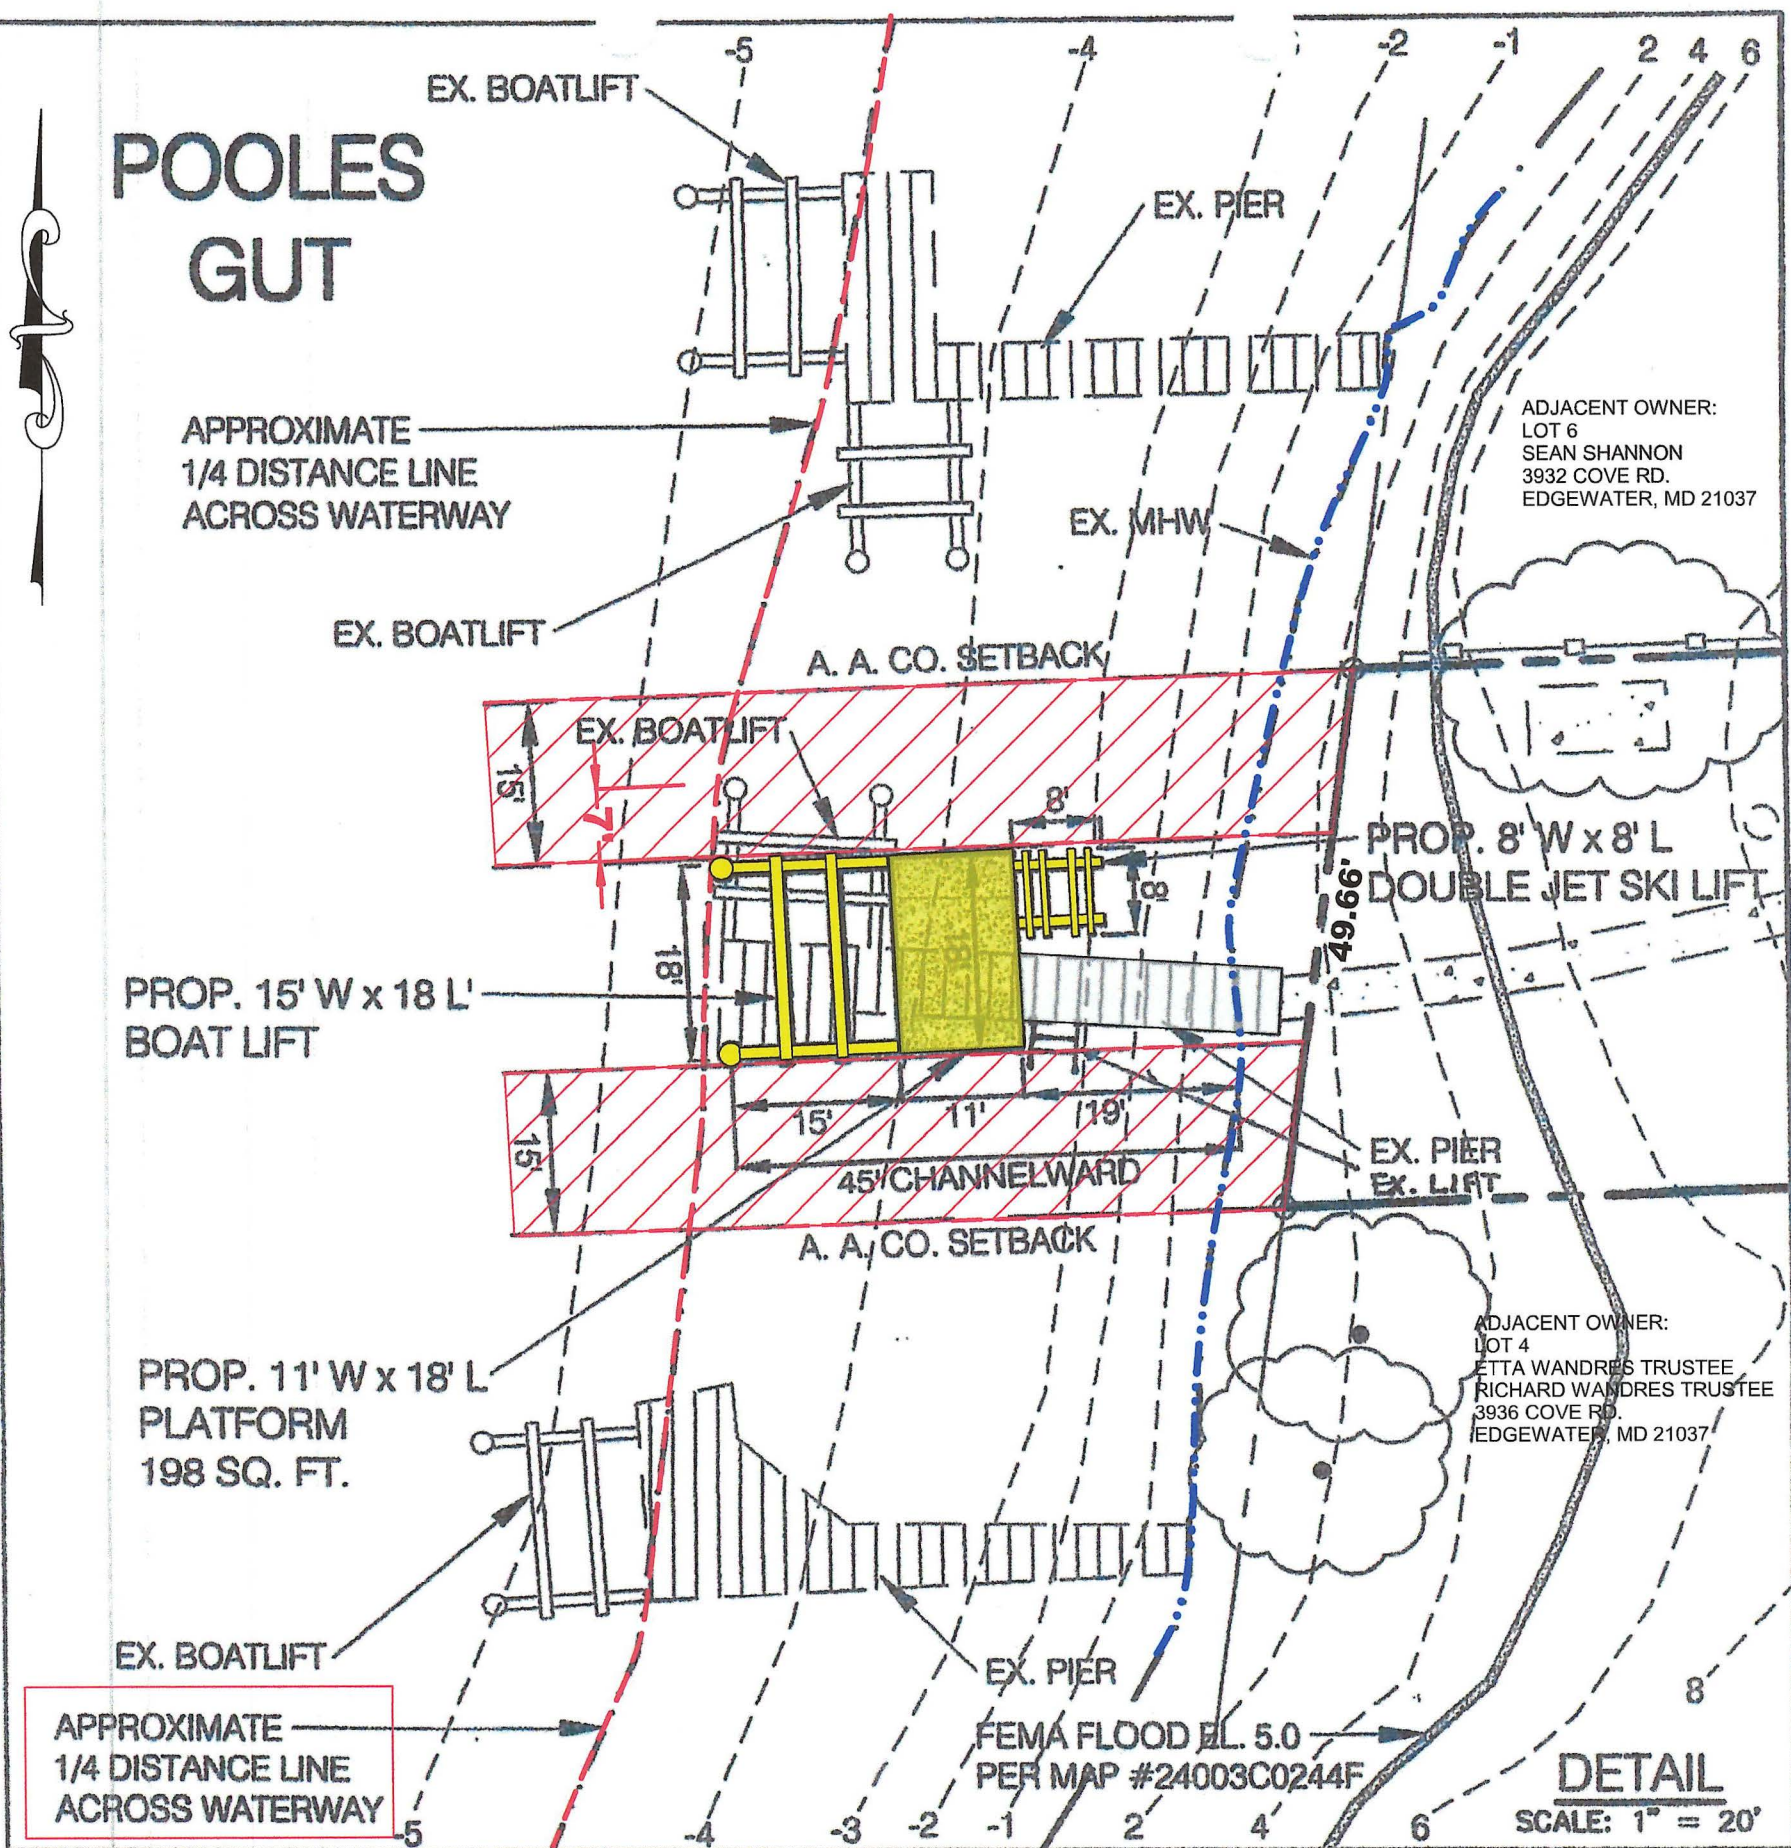 -5
-4
-2
-1
2
4
6
EX. BOATLIFT
POOLES
GUT
EX. PIER
APPROXIMATE
1/4 DISTANCE LINE
ACROSS WATERWAY
ADJACENT OWNER:
LOT 6
SEAN SHANNON
3932 COVE RD.
EDGEWATER, MD 21037
EX. MHW
EX. BOATLIFT
A. A. CO. SETBACK
EX. BOATLIFT
15'
7'
8'
PROP. 8' W x 8' L
DOUBLE JET SKI LIFT
8'
49.66'
18'
18'
PROP. 15' W x 18 L'
BOAT LIFT
15'
11'
19'
15'
45' CHANNELWARD
EX. PIER
EX. LIFT
A. A. CO. SETBACK
PROP. 11' W x 18' L
PLATFORM
198 SQ. FT.
ADJACENT OWNER:
LOT 4
ETTA WANDRES TRUSTEE
RICHARD WANDRES TRUSTEE
3936 COVE RD.
EDGEWATER, MD 21037
EX. BOATLIFT
EX. PIER
8
APPROXIMATE
1/4 DISTANCE LINE
ACROSS WATERWAY
FEMA FLOOD EL. 5.0
PER MAP #24003C0244F
DETAIL
SCALE: 1" = 20'
-5
-4
-3
-2
-1
2
4
6